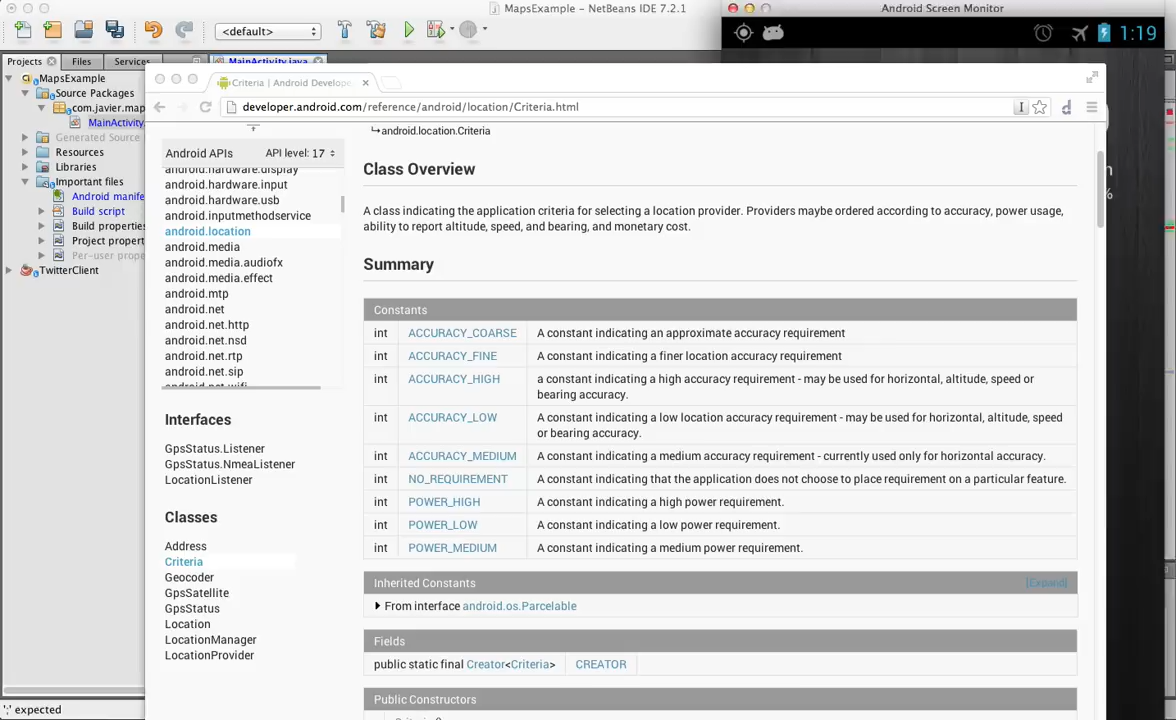 MapsExample - NetBeans IDE 7.2.1
Android Screen Monitor
<default>
1:19
Projects
Files
Services
MainActivity.java
MapsExample
Source Packages
com.javier.map
MainActivity.
Generated Source
Resources
Libraries
Important files
Android manife
Build script
Build properties
Project propert
Per-user prope
TwitterClient
Criteria | Android Develope
developer.android.com/reference/android/location/Criteria.html
android.location.Criteria
Android APIs
API level: 17
android.hardware.display
android.hardware.input
android.hardware.usb
android.inputmethodservice
android.location
android.media
android.media.audiofx
android.media.effect
android.mtp
android.net
android.net.http
android.net.nsd
android.net.rtp
android.net.sip
android.net.wifi
Interfaces
GpsStatus.Listener
GpsStatus.NmeaListener
LocationListener
Classes
Address
Criteria
Geocoder
GpsSatellite
GpsStatus
Location
LocationManager
LocationProvider
Class Overview
A class indicating the application criteria for selecting a location provider. Providers maybe ordered according to accuracy, power usage,
ability to report altitude, speed, and bearing, and monetary cost.
Summary
Constants
int ACCURACY_COARSE A constant indicating an approximate accuracy requirement
int ACCURACY_FINE A constant indicating a finer location accuracy requirement
int ACCURACY_HIGH a constant indicating a high accuracy requirement - may be used for horizontal, altitude, speed or
bearing accuracy.
int ACCURACY_LOW A constant indicating a low location accuracy requirement - may be used for horizontal, altitude, speed
or bearing accuracy.
int ACCURACY_MEDIUM A constant indicating a medium accuracy requirement - currently used only for horizontal accuracy.
int NO_REQUIREMENT A constant indicating that the application does not choose to place requirement on a particular feature.
int POWER_HIGH A constant indicating a high power requirement.
int POWER_LOW A constant indicating a low power requirement.
int POWER_MEDIUM A constant indicating a medium power requirement.
Inherited Constants
[Expand]
From interface android.os.Parcelable
Fields
public static final Creator<Criteria> CREATOR
Public Constructors
Criteria()
n
%
';' expected